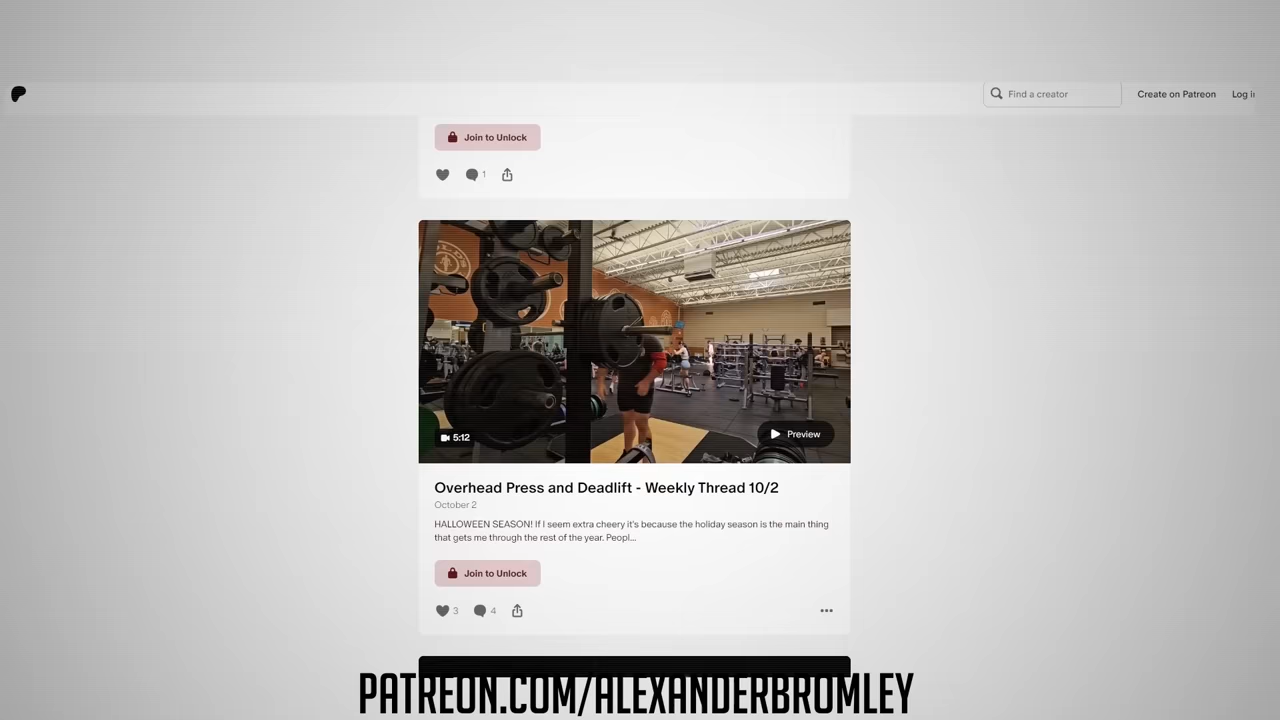 Find a creator
Create on Patreon
Log i
Join to Unlock
1
5:12
Preview
Overhead Press and Deadlift - Weekly Thread 10/2
October 2
HALLOWEEN SEASON! If I seem extra cheery it's because the holiday season is the main thing
that gets me through the rest of the year. Peopl...
Join to Unlock
3
4
PATREON.COM/ALEXANDERBROMLEY